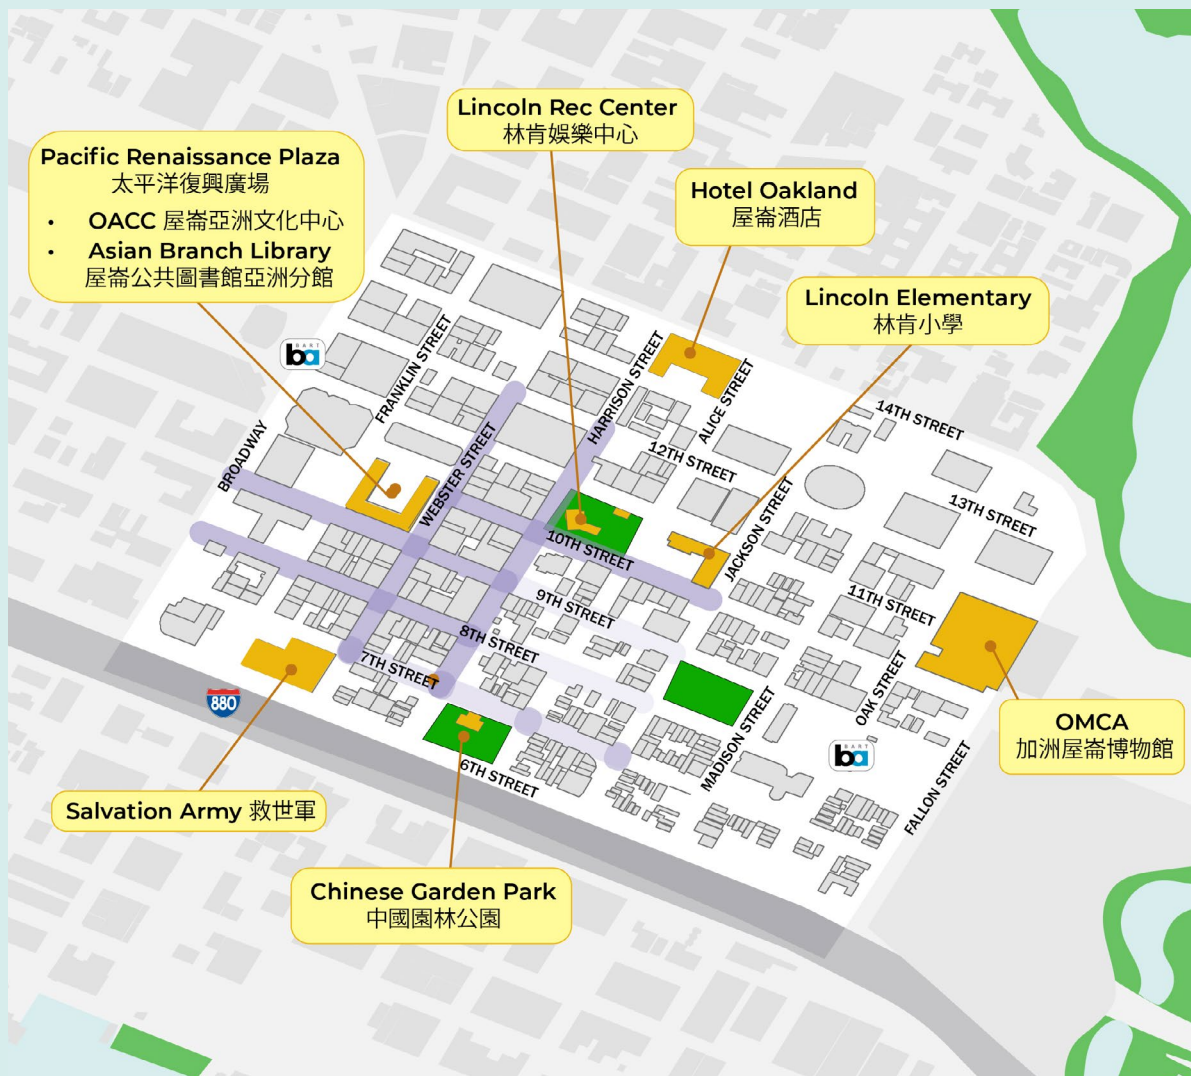 Lincoln Rec Center
林肯娛樂中心
Pacific Renaissance Plaza
太平洋復興廣場
• OACC 屋崙亞洲文化中心
• Asian Branch Library
屋崙公共圖書館亞洲分館
Hotel Oakland
屋崙酒店
Lincoln Elementary
林肯小學
BART
ba
FRANKLIN STREET
HARRISON STREET
ALICE STREET
14TH STREET
BROADWAY
WEBSTER STREET
12TH STREET
13TH STREET
JACKSON STREET
10TH STREET
9TH STREET
11TH STREET
8TH STREET
7TH STREET
OAK STREET
MADISON STREET
880
6TH STREET
BART
ba
FALLON STREET
OMCA
加洲屋崙博物館
Salvation Army 救世軍
Chinese Garden Park
中國園林公園